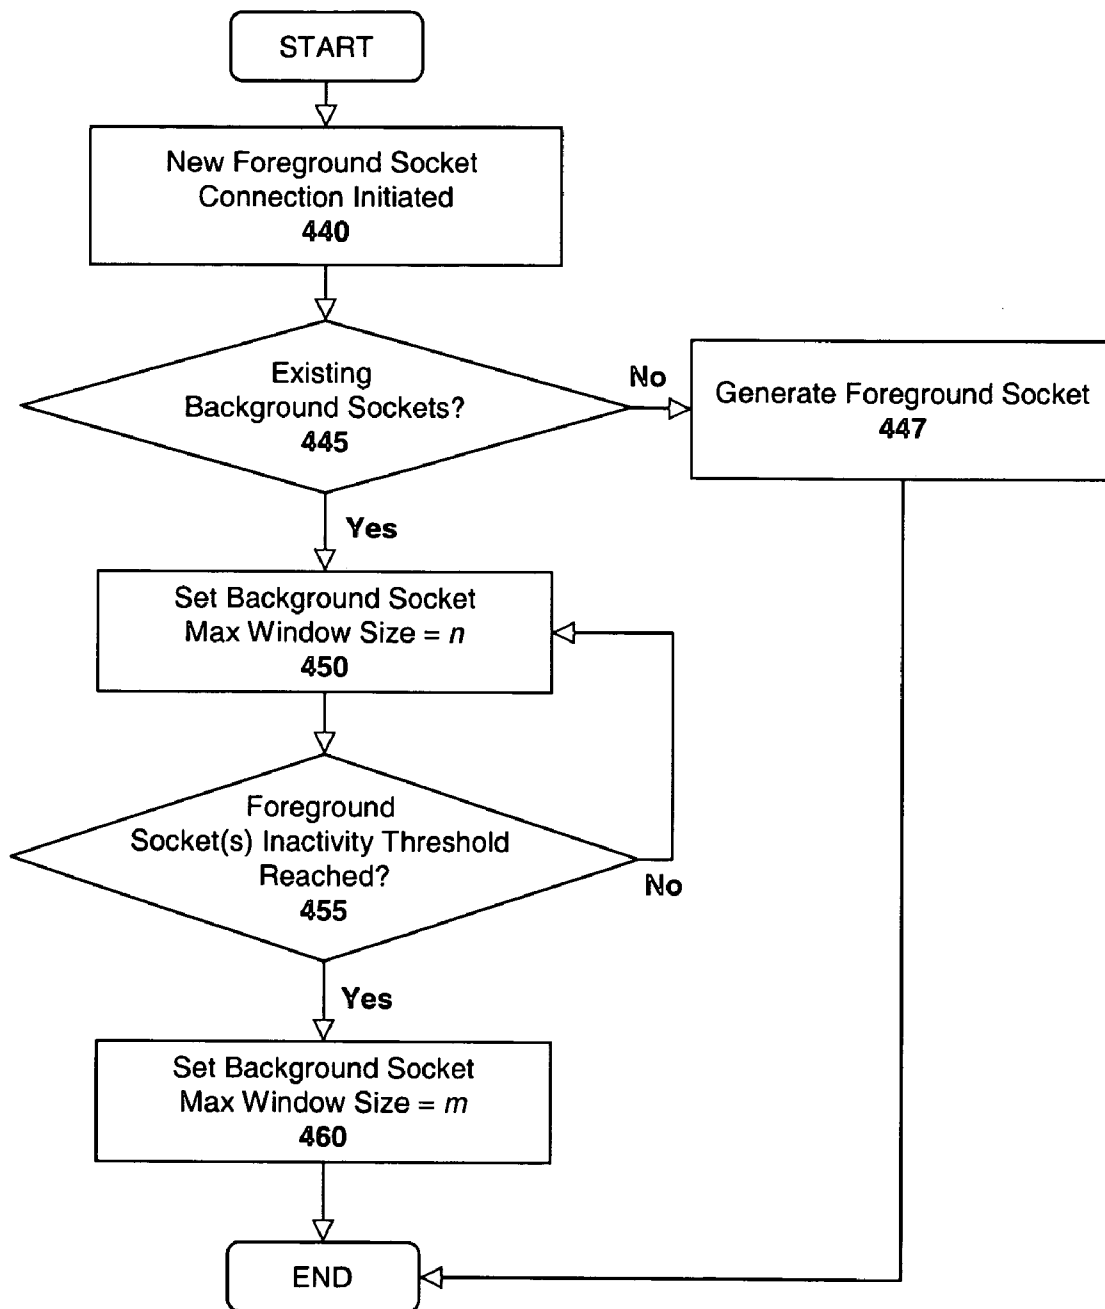 START
New Foreground Socket
Connection Initiated
440
Existing
Background Sockets?
445
No
Generate Foreground Socket
447
Yes
Set Background Socket
Max Window Size = n
450
Foreground
Socket(s) Inactivity Threshold
Reached?
455
No
Yes
Set Background Socket
Max Window Size = m
460
END